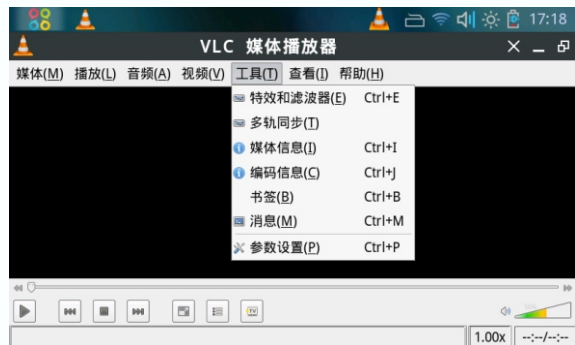 17:18
VLC 媒体播放器
媒体(M) 播放(L) 音频(A) 视频(V) 工具(T) 查看(I) 帮助(H)
特效和滤波器(E) Ctrl+E
多轨同步(T)
媒体信息(I) Ctrl+I
编码信息(C) Ctrl+J
书签(B) Ctrl+B
消息(M) Ctrl+M
参数设置(P) Ctrl+P
1.00x --:--/--:--